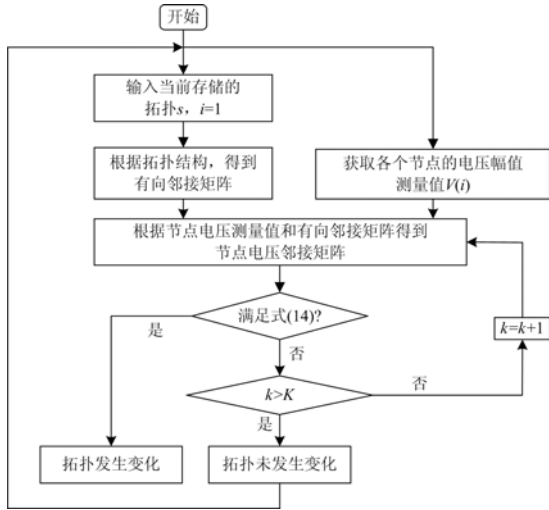 开始
输入当前存储的
拓扑s，i=1
根据拓扑结构，得到
有向邻接矩阵
获取各个节点的电压幅值
测量值V(i)
根据节点电压测量值和有向邻接矩阵得到
节点电压邻接矩阵
满足式(14)?
是
否
k=k+1
k>K
否
是
拓扑发生变化
拓扑未发生变化